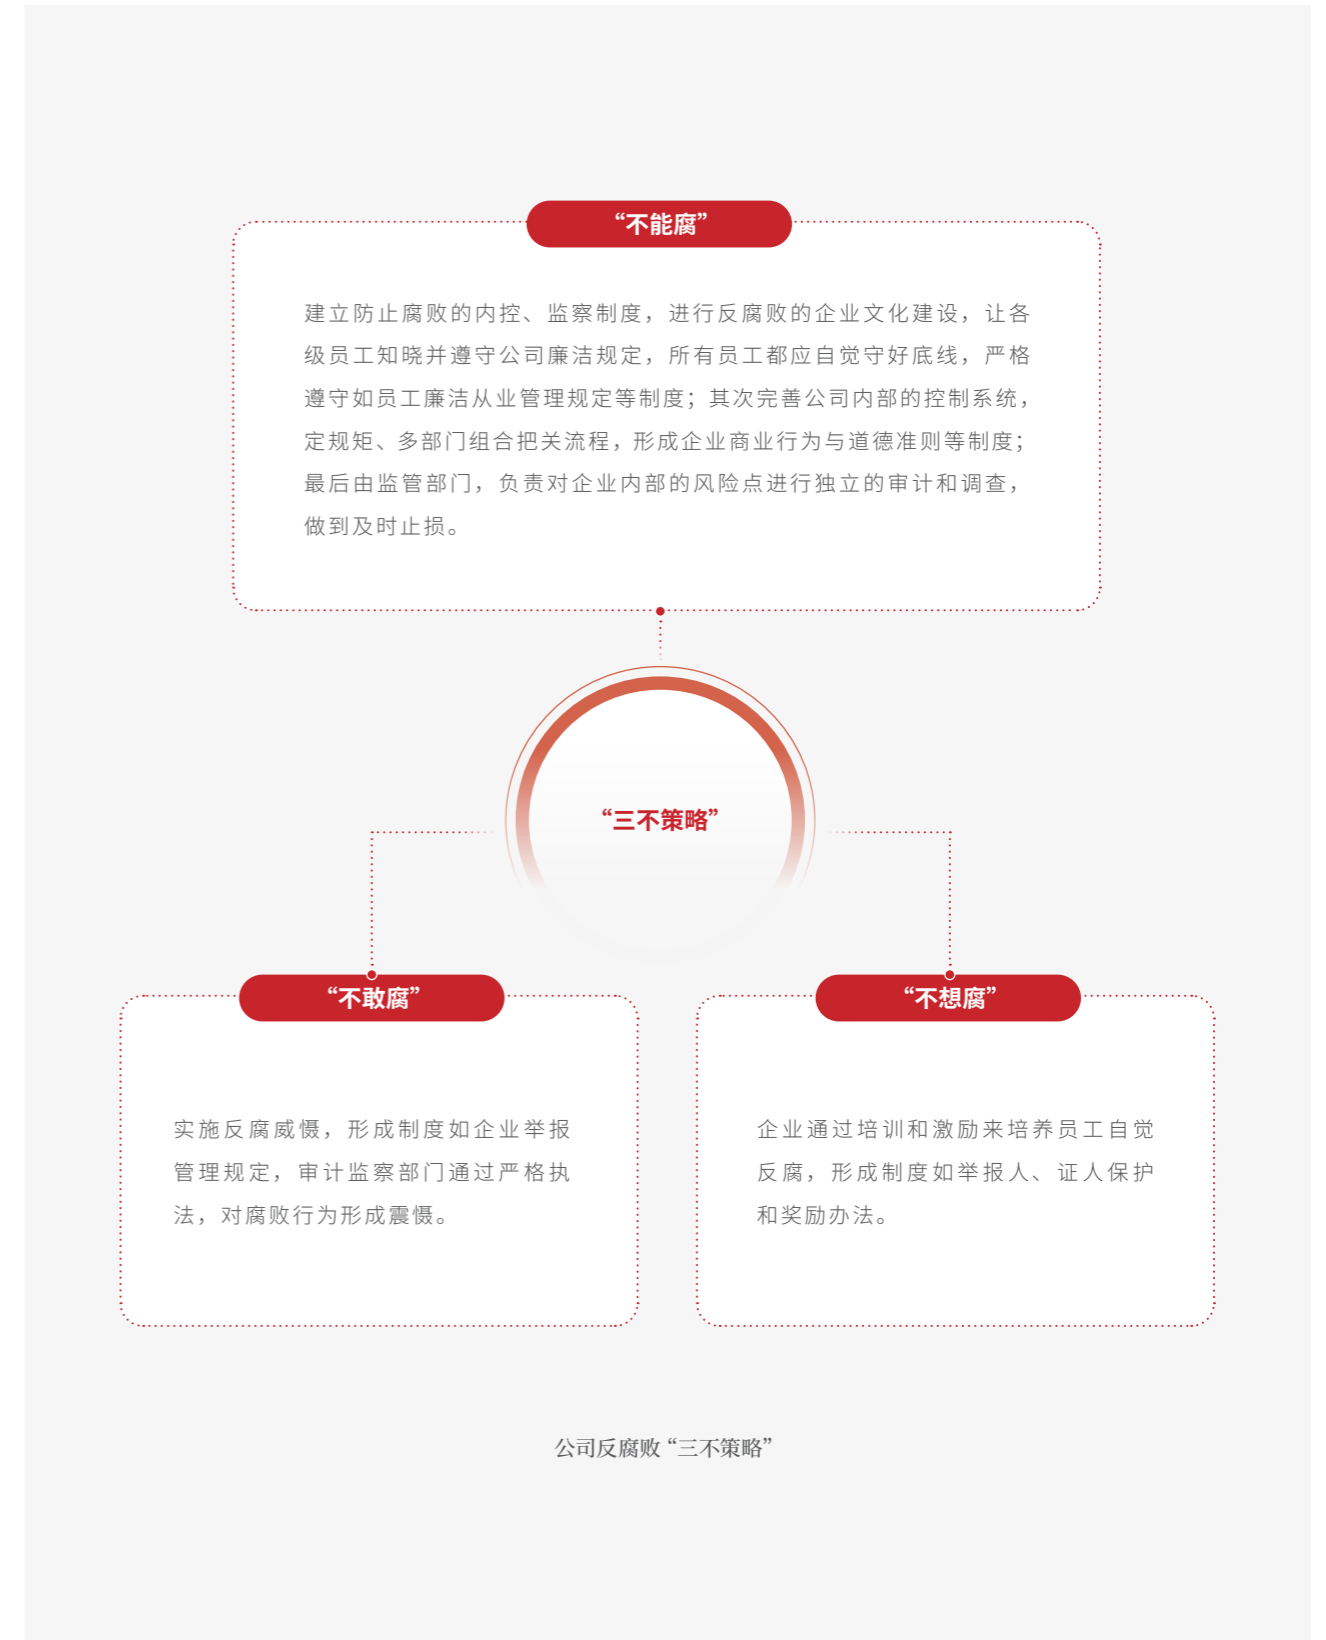 “不能腐”
建立防止腐败的内控、监察制度，进行反腐败的企业文化建设，让各
级员工知晓并遵守公司廉洁规定，所有员工都应自觉守好底线，严格
遵守如员工廉洁从业管理规定等制度；其次完善公司内部的控制系统，
定规矩、多部门组合把关流程，形成企业商业行为与道德准则等制度；
最后由监管部门，负责对企业内部的风险点进行独立的审计和调查，
做到及时止损。
“三不策略”
“不敢腐”
实施反腐威慑，形成制度如企业举报
管理规定，审计监察部门通过严格执
法，对腐败行为形成震慑。
“不想腐”
企业通过培训和激励来培养员工自觉
反腐，形成制度如举报人、证人保护
和奖励办法。
公司反腐败“三不策略”